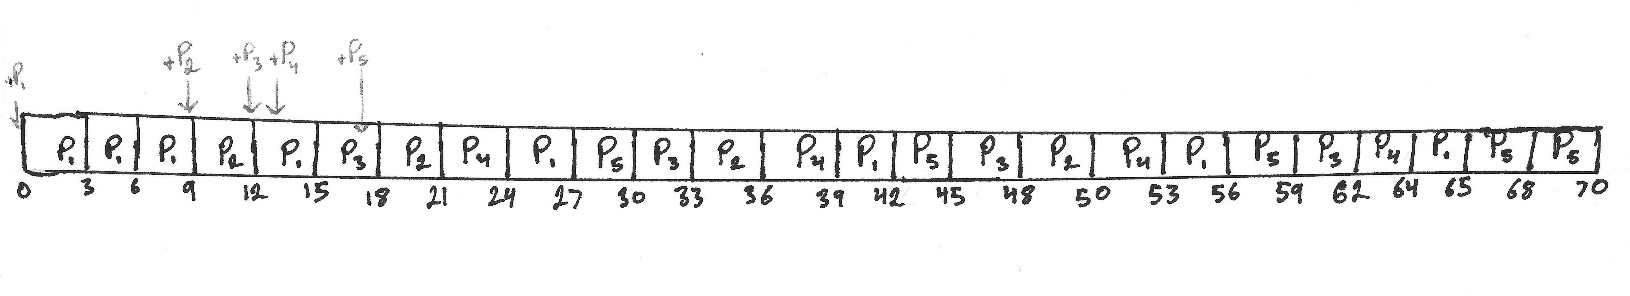 +P₁ +P₂ +P₃ +P₄ +P₅
P₁ P₁ P₁ P₂ P₁ P₃ P₂ P₄ P₁ P₅ P₃ P₂ P₄ P₁ P₅ P₃ P₂ P₄ P₁ P₅ P₃ P₄ P₁ P₅ P₅
0 3 6 9 12 15 18 21 24 27 30 33 36 39 42 45 48 50 53 56 59 62 64 65 68 70